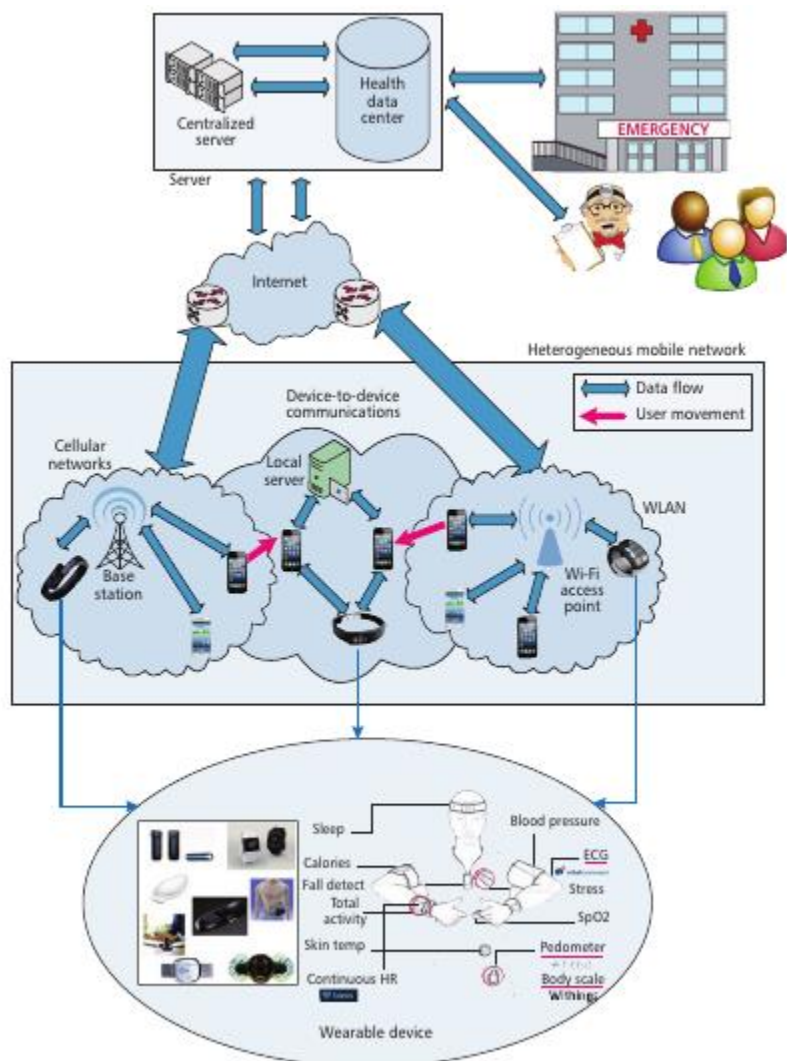 Centralized
server
Health
data
center
EMERGENCY
Server
Internet
Heterogeneous mobile network
Data flow
User movement
Device-to-device
communications
Cellular
networks
Local
server
WLAN
Base
station
Wi-Fi
access
point
Sleep
Blood pressure
Calories
ECG
Fall detect
Stress
Total
activity
SpO2
Skin temp
Pedometer
Continuous HR
Body scale
Withings
Wearable device